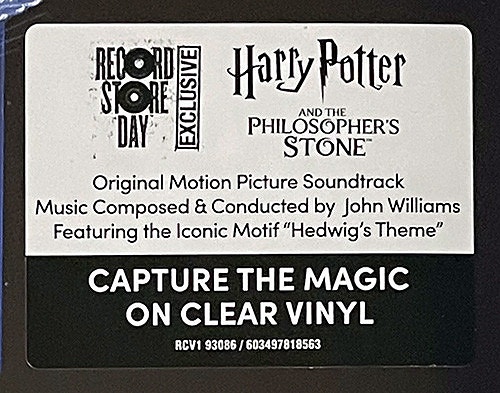 RECORD
STORE
DAY
EXCLUSIVE
Harry Potter
AND THE
PHILOSOPHER'S
STONE™
Original Motion Picture Soundtrack
Music Composed & Conducted by John Williams
Featuring the Iconic Motif "Hedwig's Theme"
CAPTURE THE MAGIC
ON CLEAR VINYL
RCV1 93086 / 603497818563